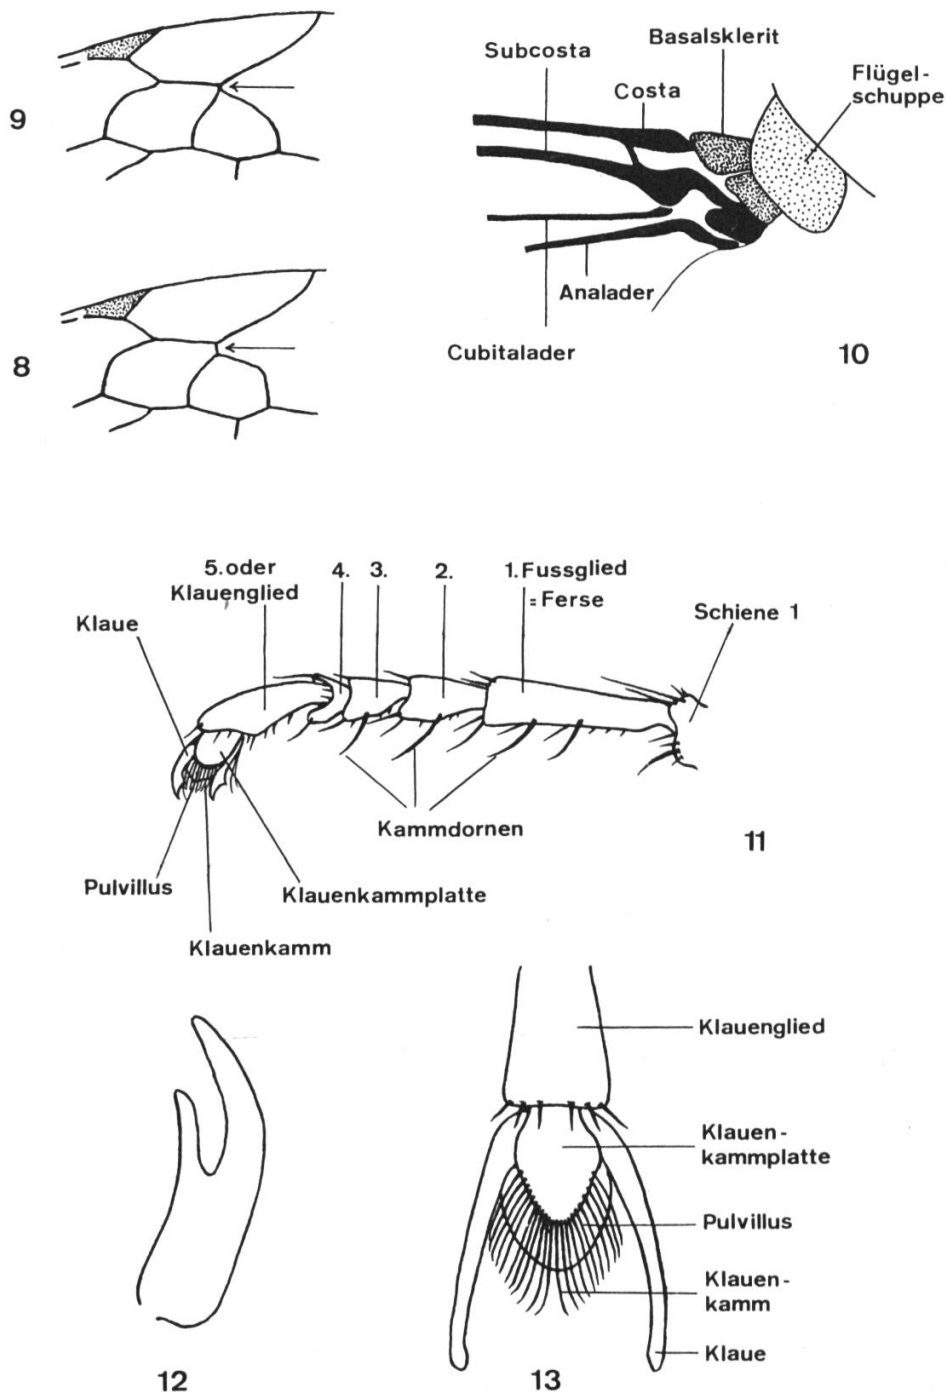 9
8
Subcosta
Basalsklerit
Costa
Flügel-
schuppe
Analader
Cubitalader
10
5.oder
Klauenglied
4.
3.
2.
1.Fussglied
=Ferse
Schiene 1
Klaue
Kammdornen
11
Pulvillus
Klauenkammplatte
Klauenkamm
12
Klauenglied
Klauen-
kammplatte
Pulvillus
Klauen-
kamm
Klaue
13